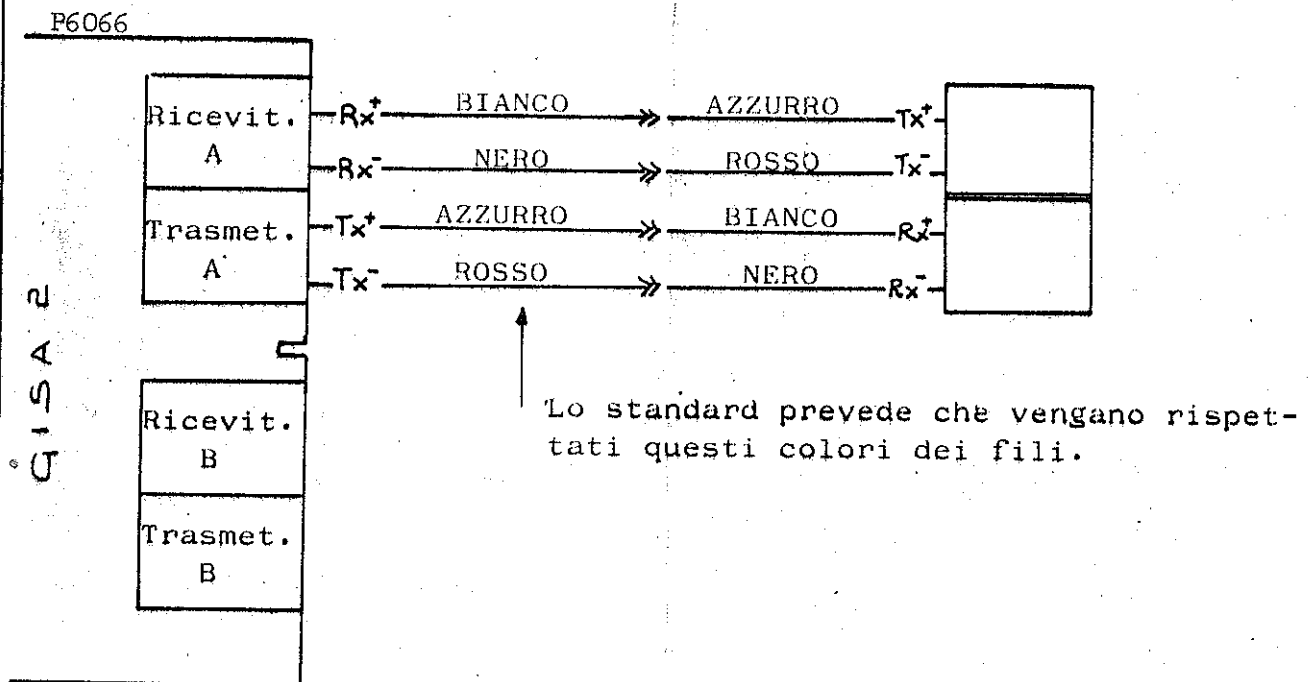 P6066
Ricevit.
A
Rx+ BIANCO AZZURRO Tx+
Rx- NERO ROSSO Tx-
Trasmet.
A
Tx+ AZZURRO BIANCO Rx+
Tx- ROSSO NERO Rx-
GISA 2
Ricevit.
B
Trasmet.
B
Lo standard prevede che vengano rispet-
tati questi colori dei fili.